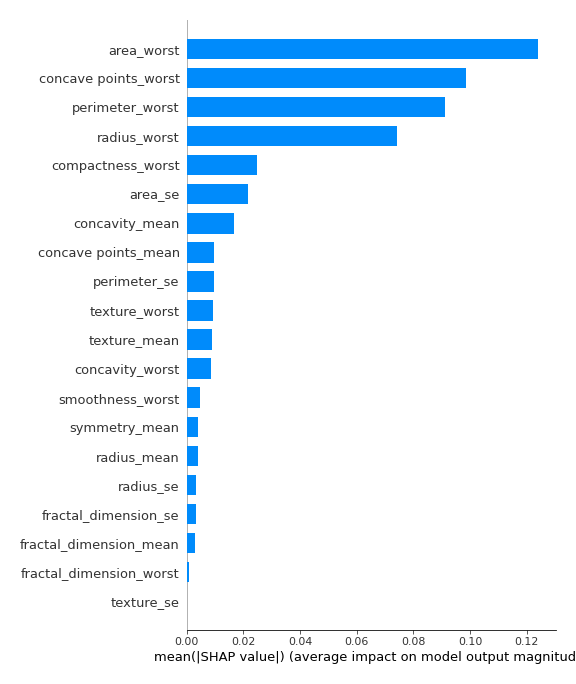 area_worst
concave points_worst
perimeter_worst
radius_worst
compactness_worst
area_se
concavity_mean
concave points_mean
perimeter_se
texture_worst
texture_mean
concavity_worst
smoothness_worst
symmetry_mean
radius_mean
radius_se
fractal_dimension_se
fractal_dimension_mean
fractal_dimension_worst
texture_se
0.00 0.02 0.04 0.06 0.08 0.10 0.12
mean(|SHAP value|) (average impact on model output magnitud